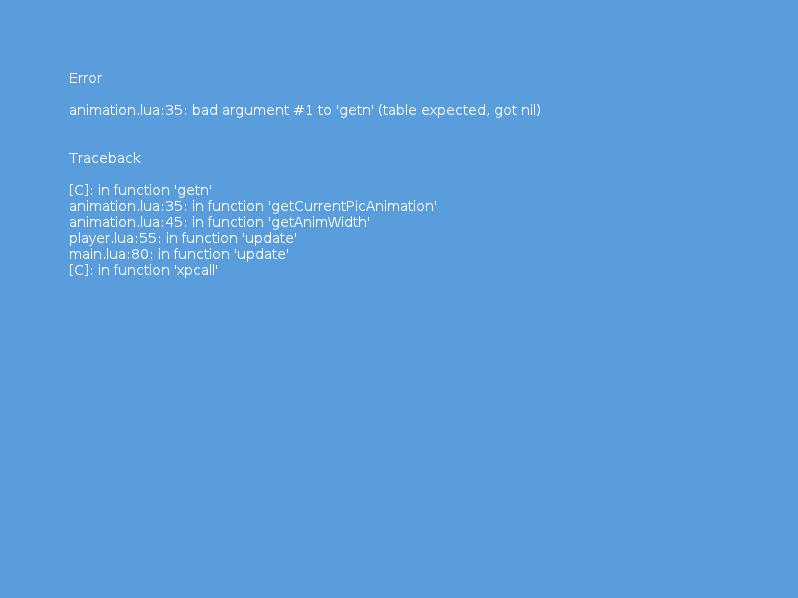 Error
animation.lua:35: bad argument #1 to 'getn' (table expected, got nil)
Traceback
[C]: in function 'getn'
animation.lua:35: in function 'getCurrentPicAnimation'
animation.lua:45: in function 'getAnimWidth'
player.lua:55: in function 'update'
main.lua:80: in function 'update'
[C]: in function 'xpcall'